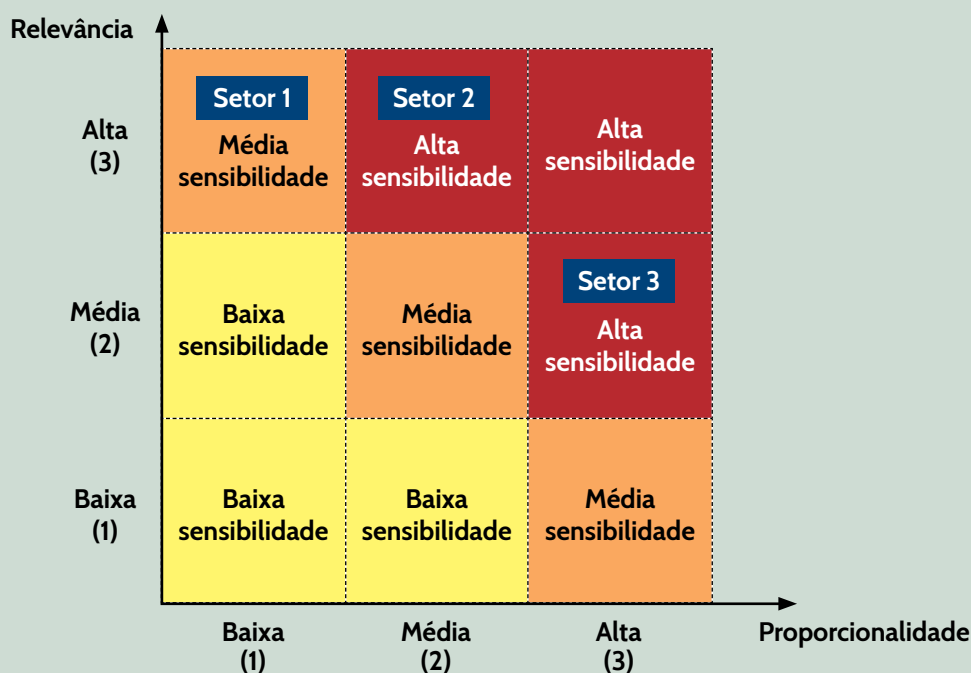 Relevância
Alta
(3)
Setor 1
Média
sensibilidade
Setor 2
Alta
sensibilidade
Alta
sensibilidade
Média
(2)
Baixa
sensibilidade
Média
sensibilidade
Setor 3
Alta
sensibilidade
Baixa
(1)
Baixa
sensibilidade
Baixa
sensibilidade
Média
sensibilidade
Baixa
(1)
Média
(2)
Alta
(3)
Proporcionalidade